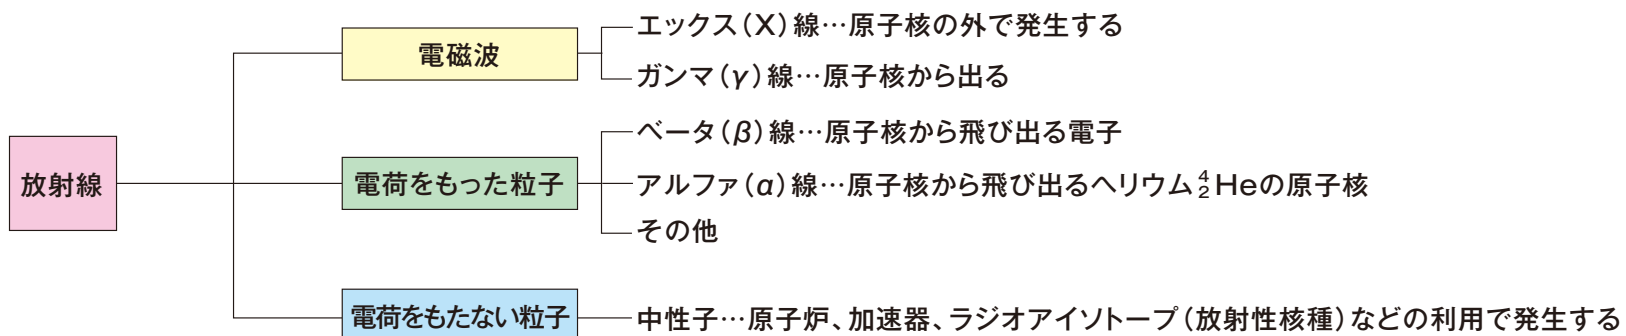 放射線
電磁波
エックス（X）線…原子核の外で発生する
ガンマ（γ）線…原子核から出る
電荷をもった粒子
ベータ（β）線…原子核から飛び出る電子
アルファ（α）線…原子核から飛び出るヘリウム⁴₂Heの原子核
その他
電荷をもたない粒子
中性子…原子炉、加速器、ラジオアイソトープ（放射性核種）などの利用で発生する